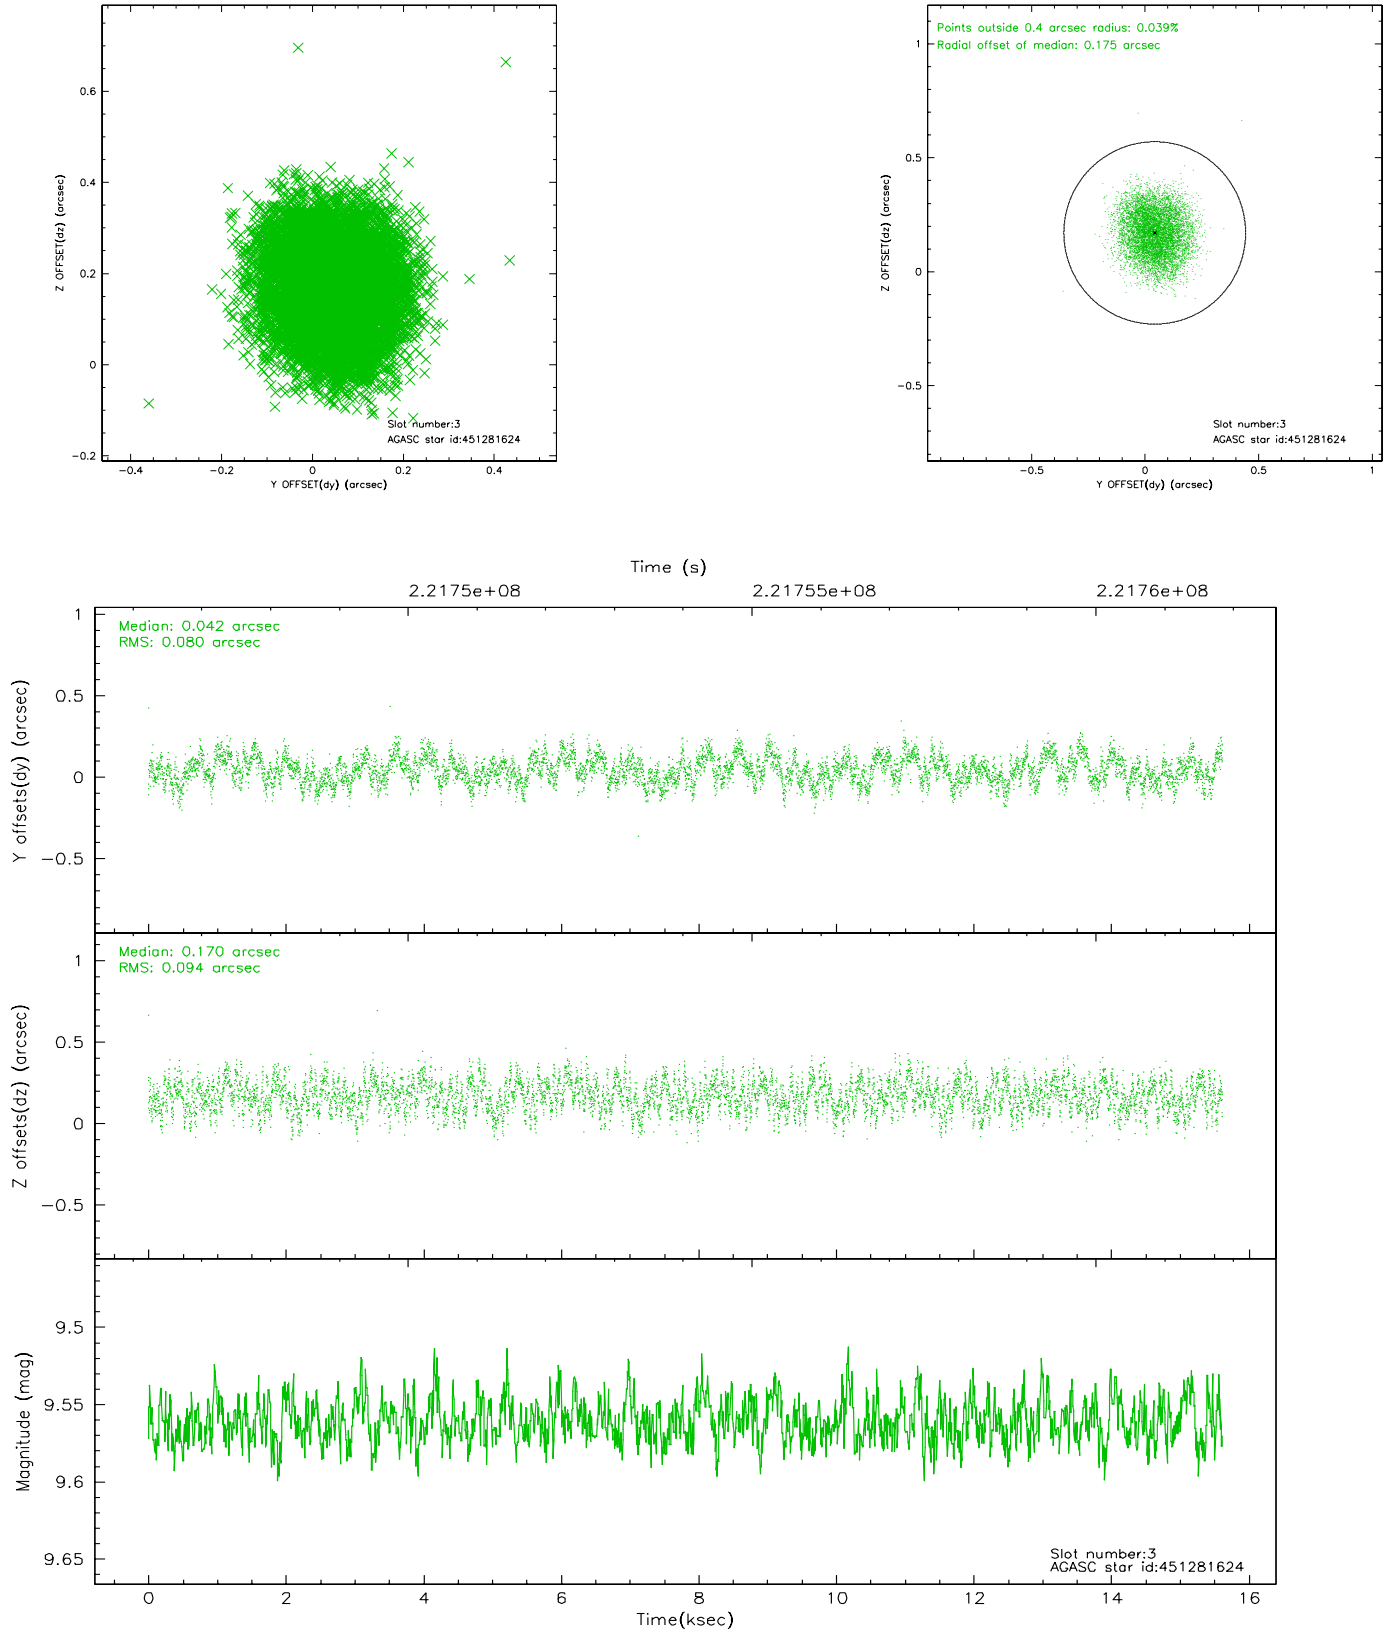 0.6
0.4
0.2
0
-0.2
Z OFFSET(dz) (arcsec)
-0.4 -0.2 0 0.2 0.4
Y OFFSET(dy) (arcsec)
Slot number:3
AGASC star id:451281624
Points outside 0.4 arcsec radius: 0.039%
Radial offset of median: 0.175 arcsec
1
0.5
0
-0.5
Z OFFSET(dz) (arcsec)
-0.5 0 0.5 1
Y OFFSET(dy) (arcsec)
Slot number:3
AGASC star id:451281624
Time (s)
2.2175e+08 2.21755e+08 2.2176e+08
Median: 0.042 arcsec
RMS: 0.080 arcsec
1
0.5
0
-0.5
Y offsets(dy) (arcsec)
Median: 0.170 arcsec
RMS: 0.094 arcsec
1
0.5
0
-0.5
Z offsets(dz) (arcsec)
9.5
9.55
9.6
9.65
Magnitude (mag)
Slot number:3
AGASC star id:451281624
0 2 4 6 8 10 12 14 16
Time(ksec)